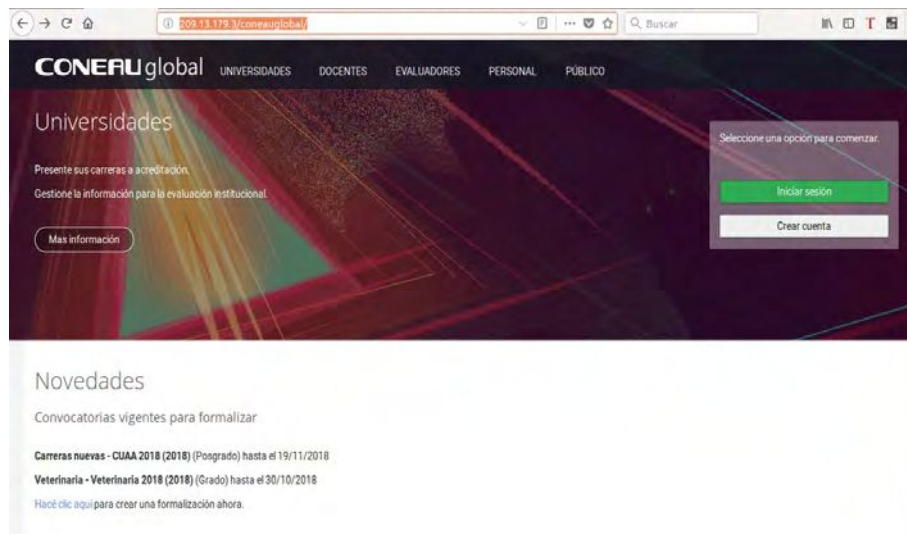 209.13.179.3/coneauglobal/
Buscar
CONEAU global UNIVERSIDADES DOCENTES EVALUADORES PERSONAL PÚBLICO
Universidades
Presente sus carreras a acreditación.
Gestione la información para la evaluación institucional.
Mas información
Seleccione una opción para comenzar.
Iniciar sesión
Crear cuenta
Novedades
Convocatorias vigentes para formalizar
Carreras nuevas - CUAA 2018 (2018) (Posgrado) hasta el 19/11/2018
Veterinaria - Veterinaria 2018 (2018) (Grado) hasta el 30/10/2018
Hacé clic aquí para crear una formalización ahora.